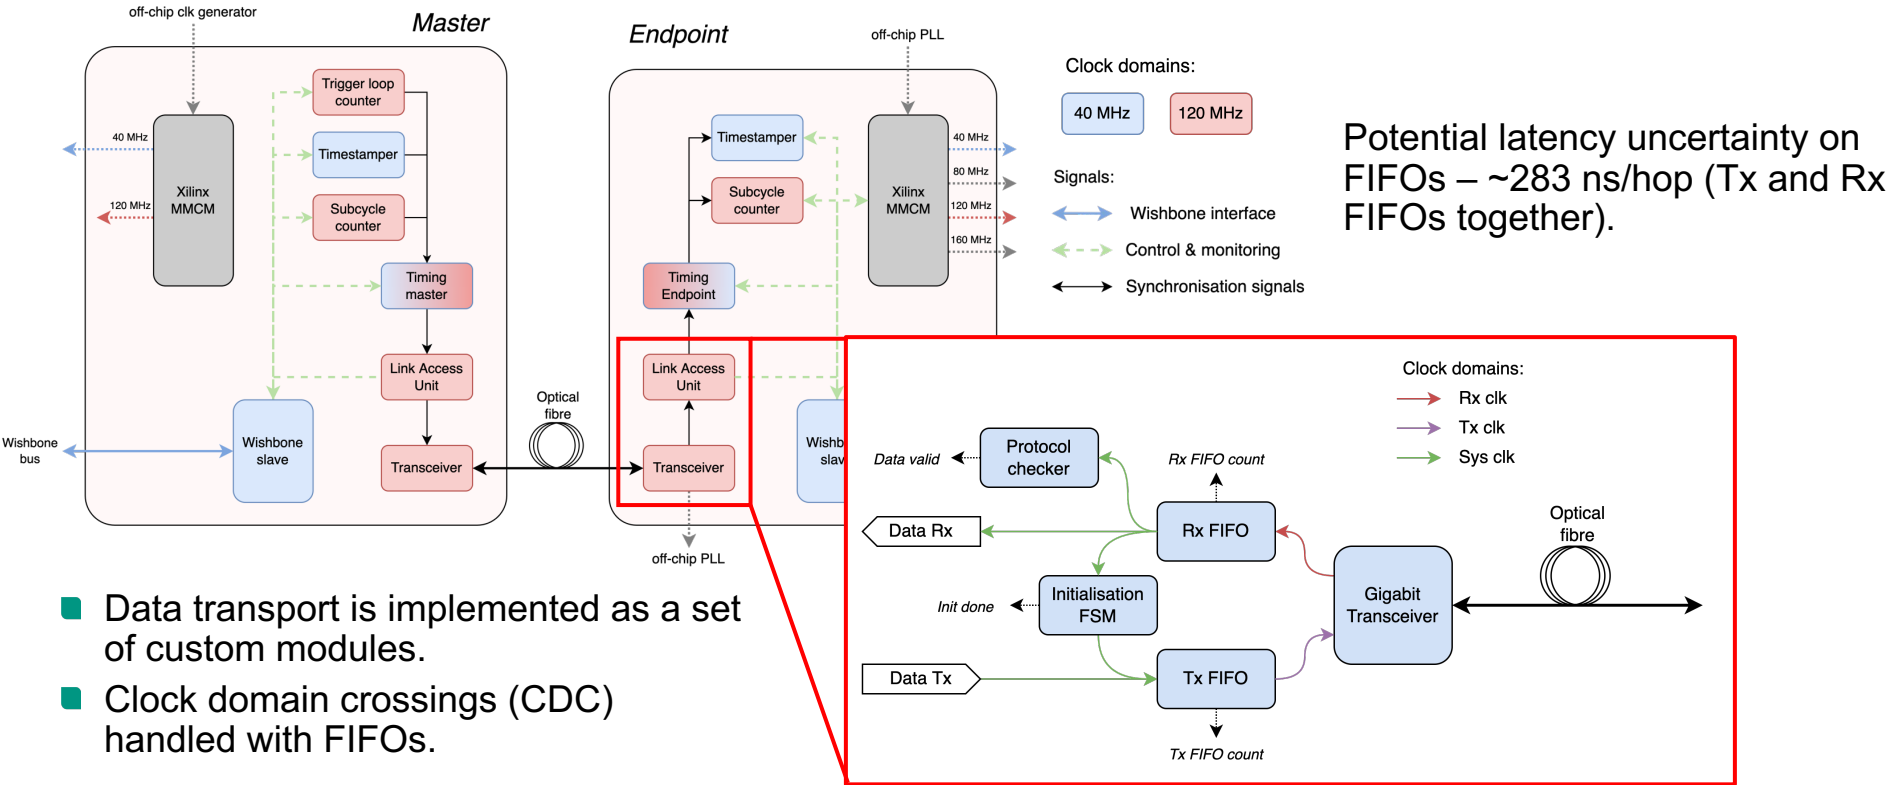 off-chip clk generator
Master
Trigger loop
counter
Timestamper
Subcycle
counter
40 MHz
120 MHz
Xilinx
MMCM
Timing
master
Link Access
Unit
Transceiver
Wishbone
slave
Wishbone
bus
Optical
fibre
Endpoint
off-chip PLL
Timestamper
Subcycle
counter
Xilinx
MMCM
40 MHz
80 MHz
120 MHz
160 MHz
Timing
Endpoint
Link Access
Unit
Transceiver
Wishb
slav
off-chip PLL
Clock domains:
40 MHz
120 MHz
Signals:
Wishbone interface
Control & monitoring
Synchronisation signals
Potential latency uncertainty on
FIFOs – ~283 ns/hop (Tx and Rx
FIFOs together).
Clock domains:
Rx clk
Tx clk
Sys clk
Protocol
checker
Data valid
Rx FIFO count
Data Rx
Rx FIFO
Initialisation
FSM
Init done
Gigabit
Transceiver
Optical
fibre
Data Tx
Tx FIFO
Tx FIFO count
Data transport is implemented as a set
of custom modules.
Clock domain crossings (CDC)
handled with FIFOs.